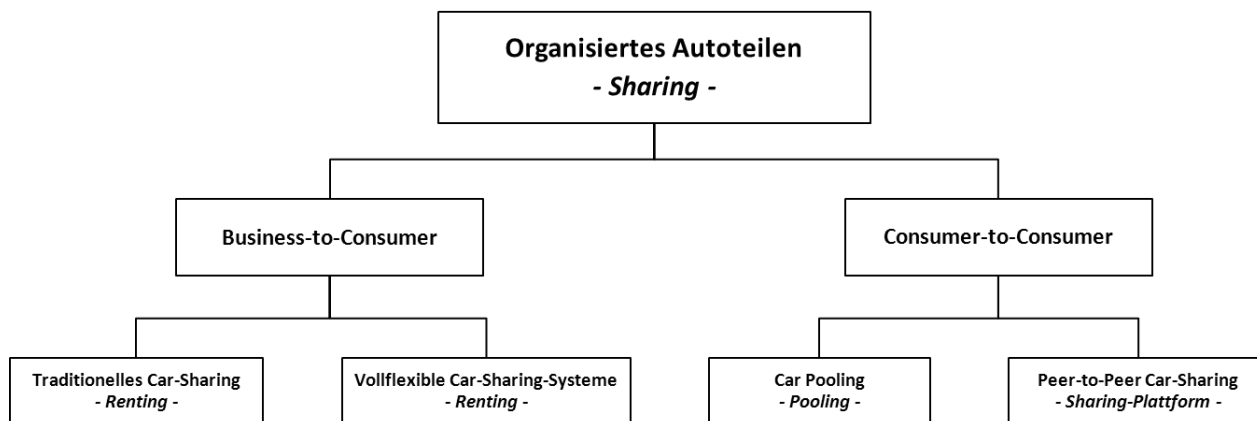 Organisiertes Autoteilen
- Sharing -
Business-to-Consumer
Consumer-to-Consumer
Traditionelles Car-Sharing
- Renting -
Vollflexible Car-Sharing-Systeme
- Renting -
Car Pooling
- Pooling -
Peer-to-Peer Car-Sharing
- Sharing-Plattform -